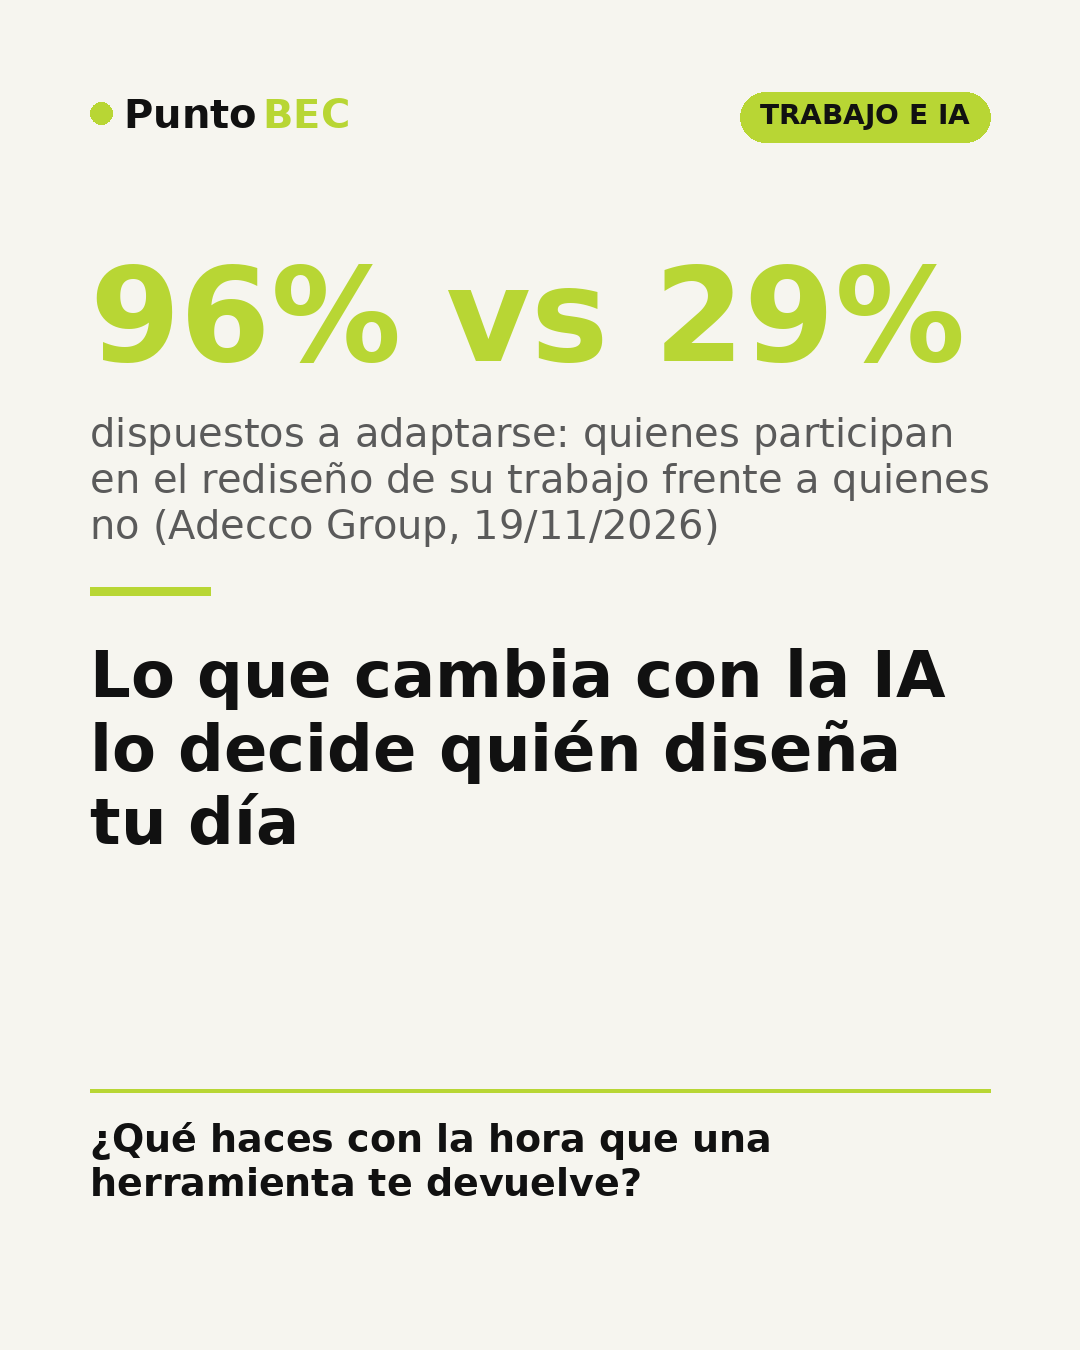 Punto BEC
TRABAJO E IA
96% vs 29%
dispuestos a adaptarse: quienes participan
en el rediseño de su trabajo frente a quienes
no (Adecco Group, 19/11/2026)
Lo que cambia con la IA
lo decide quién diseña
tu día
¿Qué haces con la hora que una
herramienta te devuelve?